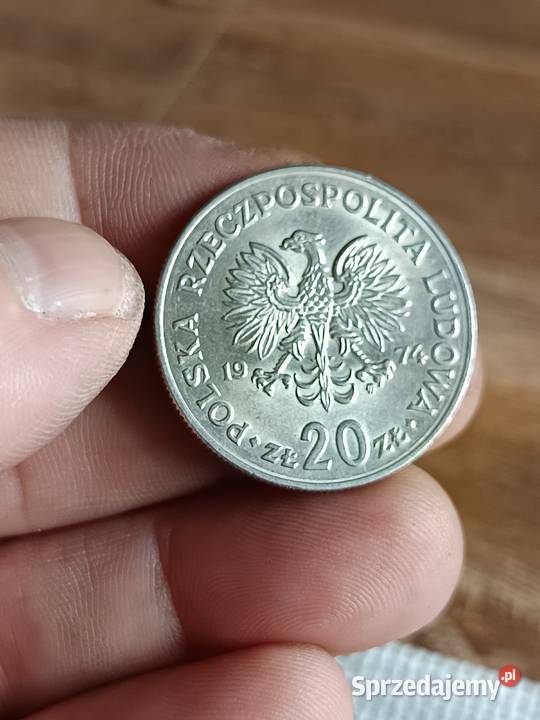 POLSKA RZECZPOSPOLITA LUDOWA
19 74
ZŁ 20 ZŁ
Sprzedajemy.pl